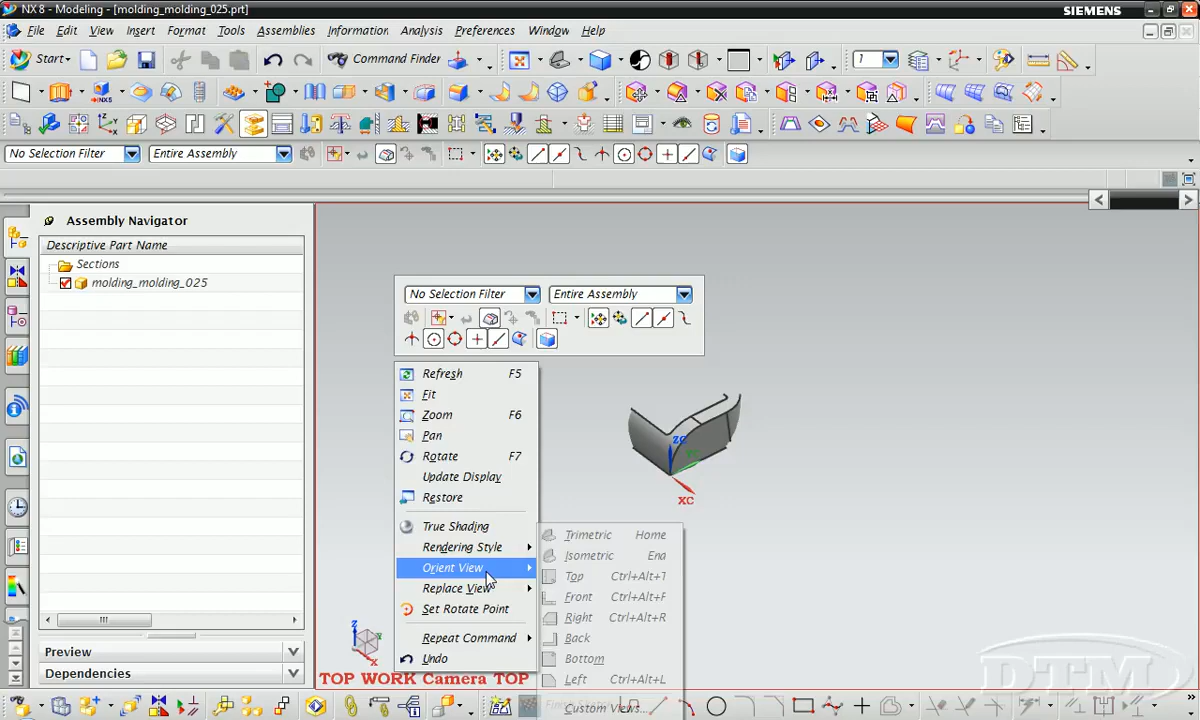 NX 8 - Modeling - [molding_molding_025.prt]
SIEMENS
File Edit View Insert Format Tools Assemblies Information Analysis Preferences Window Help
Start
Command Finder
1
No Selection Filter
Entire Assembly
Assembly Navigator
Descriptive Part Name
Sections
molding_molding_025
No Selection Filter
Entire Assembly
Refresh F5
Fit
Zoom F6
Pan
Rotate F7
Update Display
Restore
True Shading
Rendering Style
Orient View
Replace View
Set Rotate Point
Repeat Command
Undo
Trimetric Home
Isometric End
Top Ctrl+Alt+T
Front Ctrl+Alt+F
Right Ctrl+Alt+R
Back
Bottom
Left Ctrl+Alt+L
Custom Views...
ZC
YC
XC
Z
Y
X
TOP WORK Camera TOP
Preview
Dependencies
DTM